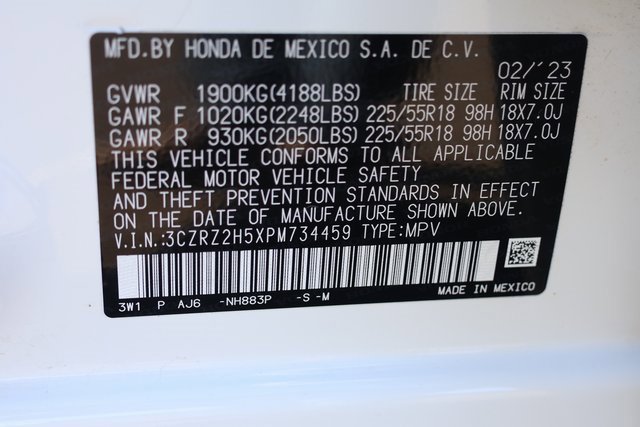 MFD.BY HONDA DE MEXICO S.A. DE C.V.
02/'23
GVWR 1900KG(4188LBS) TIRE SIZE RIM SIZE
GAWR F 1020KG(2248LBS) 225/55R18 98H 18X7.0J
GAWR R 930KG(2050LBS) 225/55R18 98H 18X7.0J
THIS VEHICLE CONFORMS TO ALL APPLICABLE
FEDERAL MOTOR VEHICLE SAFETY
AND THEFT PREVENTION STANDARDS IN EFFECT
ON THE DATE OF MANUFACTURE SHOWN ABOVE.
V.I.N.:3CZRZ2H5XPM734459 TYPE:MPV
3W1 P AJ6 -NH883P -S -M
MADE IN MEXICO